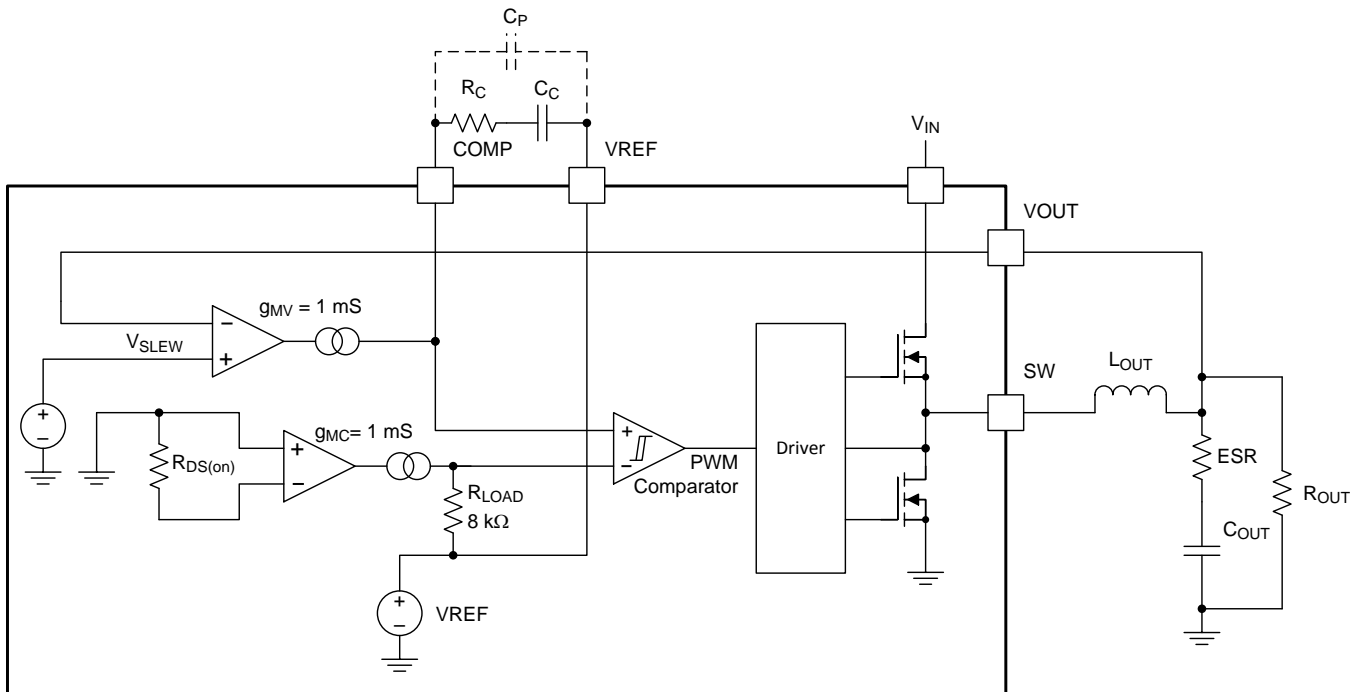 CP
RC
CC
COMP
VREF
VIN
VOUT
gMV = 1 mS
VSLEW
+
−
+
−
SW
LOUT
gMC= 1 mS
RDS(on)
+
−
+
−
PWM
Comparator
Driver
RLOAD
8 kΩ
ESR
ROUT
COUT
+
−
VREF